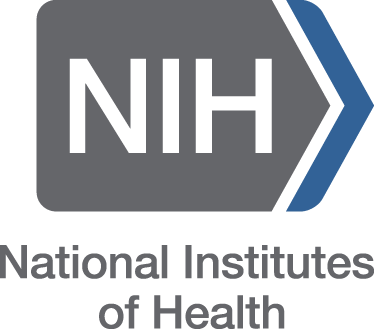 NIH
National Institutes
of Health